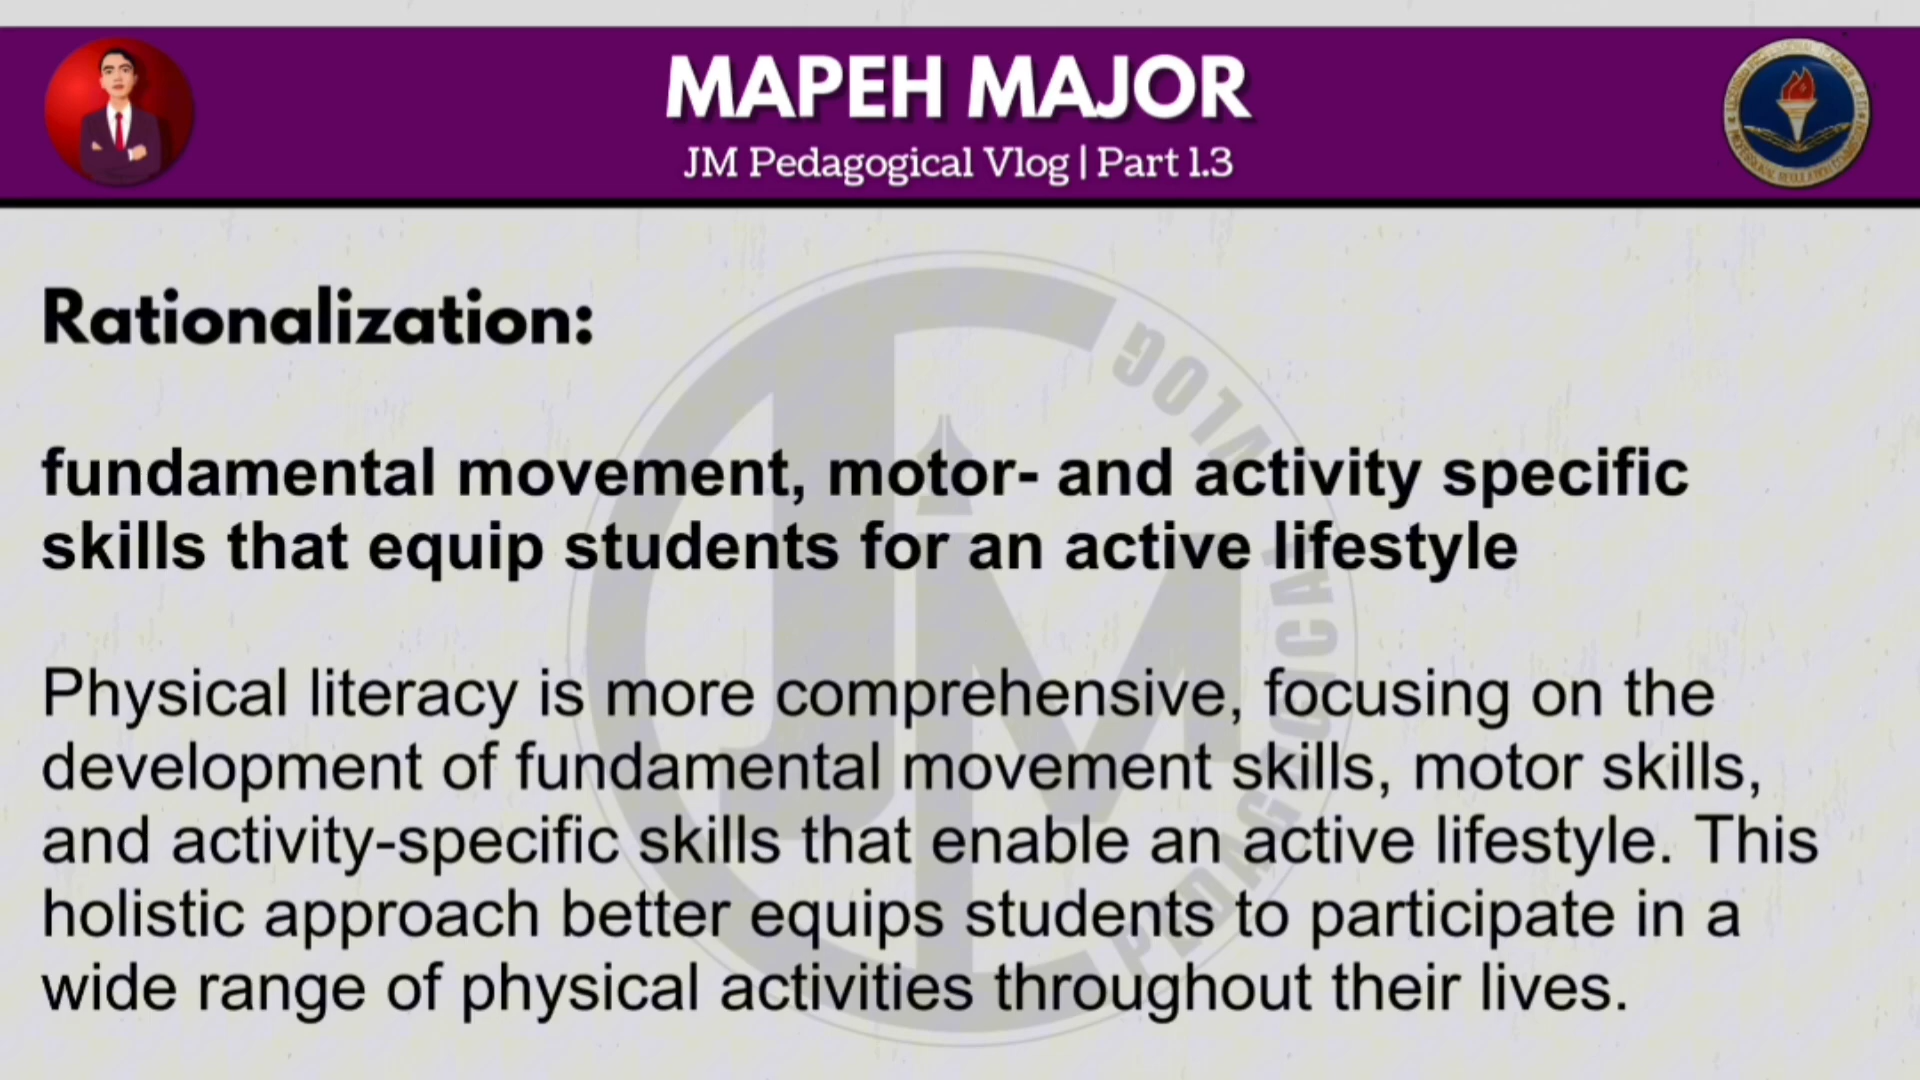 MAPEH MAJOR
JM Pedagogical Vlog | Part 1.3
Rationalization:
fundamental movement, motor- and activity specific
skills that equip students for an active lifestyle
Physical literacy is more comprehensive, focusing on the
development of fundamental movement skills, motor skills,
and activity-specific skills that enable an active lifestyle. This
holistic approach better equips students to participate in a
wide range of physical activities throughout their lives.
JM
PEDAGOGICAL VLOG